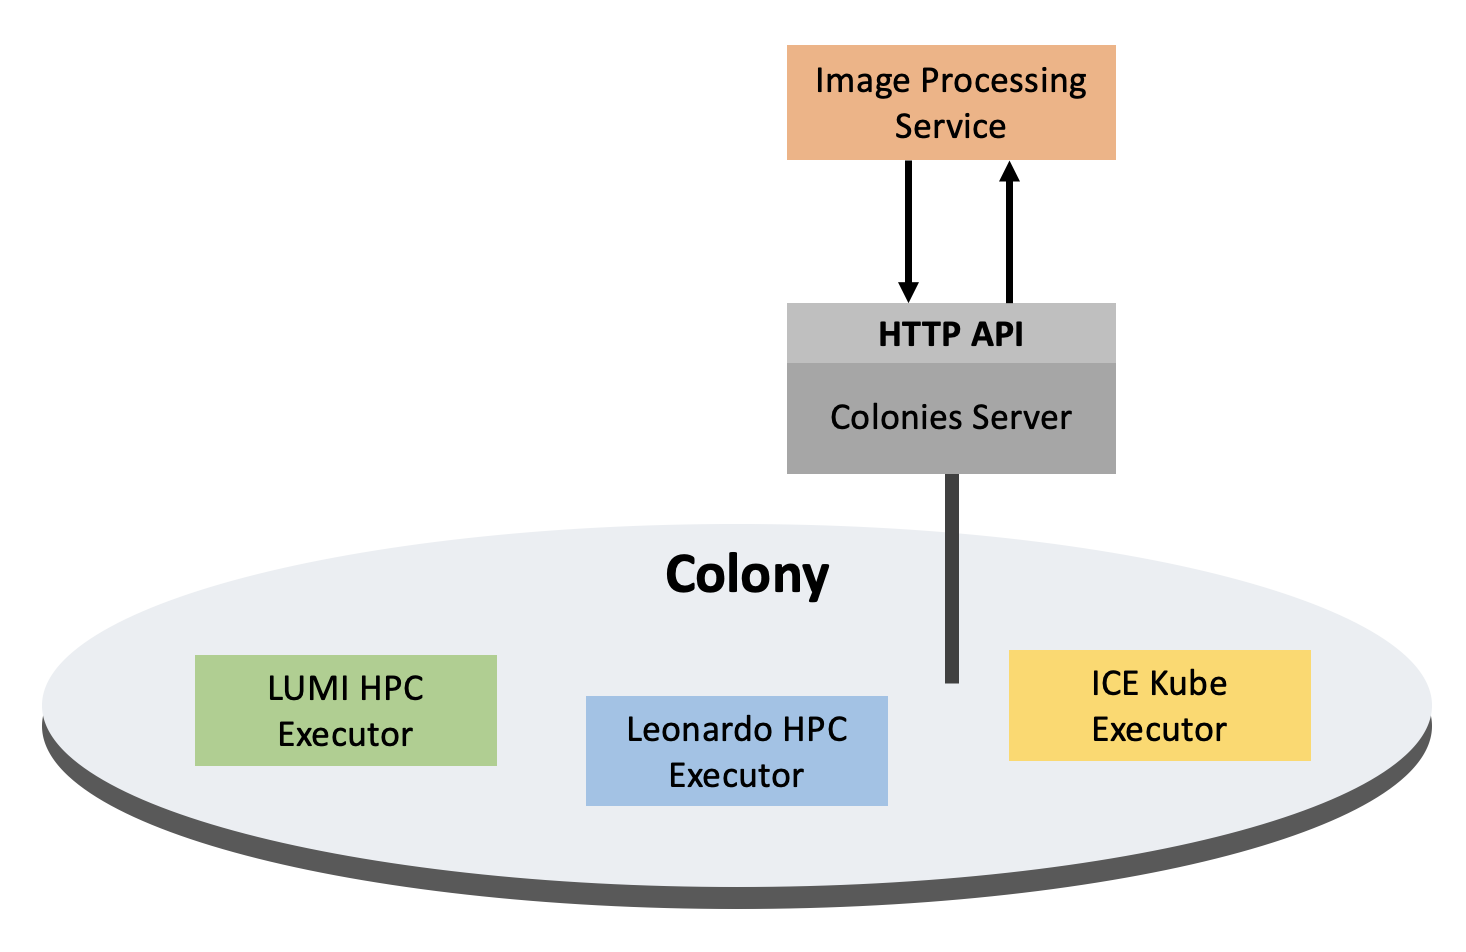 Image Processing
Service
HTTP API
Colonies Server
Colony
LUMI HPC
Executor
Leonardo HPC
Executor
ICE Kube
Executor